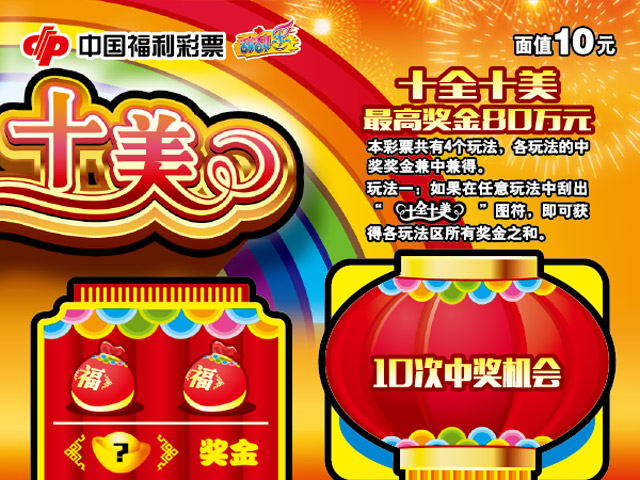 中国福利彩票 刮刮乐
面值10元
十美
十全十美
最高奖金80万元
本彩票共有4个玩法，各玩法的中
奖奖金兼中兼得。
玩法一：如果在任意玩法中刮出
“十全十美”图符，即可获
得各玩法区所有奖金之和。
福 福
? 奖金
10次中奖机会